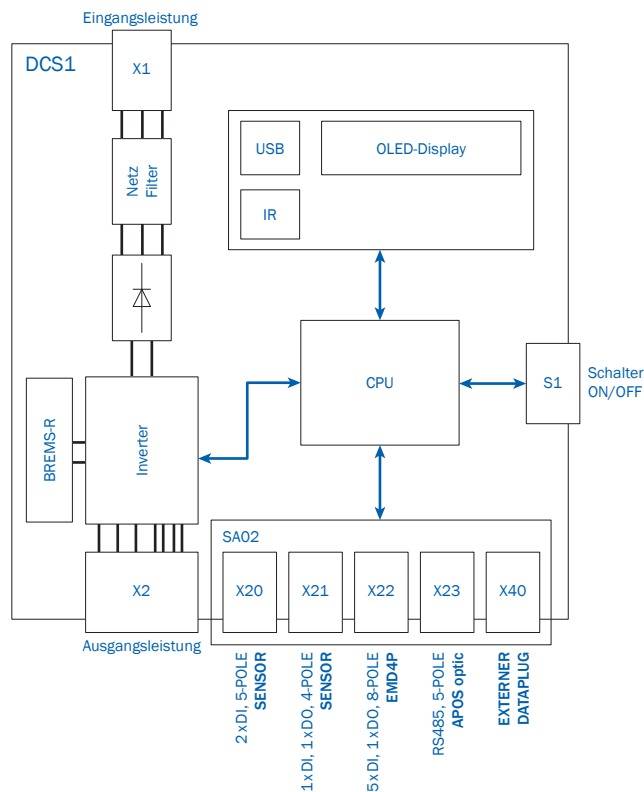 Eingangsleistung
DCS1
X1
USB
OLED-Display
Netz
Filter
IR
CPU
S1
Schalter
ON/OFF
BREMS-R
Inverter
SA02
X2
X20
X21
X22
X23
X40
Ausgangsleistung
2 x DI, 5-POLE
SENSOR
1 x DI, 1 x DO, 4-POLE
SENSOR
5 x DI, 1 x DO, 8-POLE
EMD4P
RS485, 5-POLE
APOS optic
EXTERNER
DATAPLUG